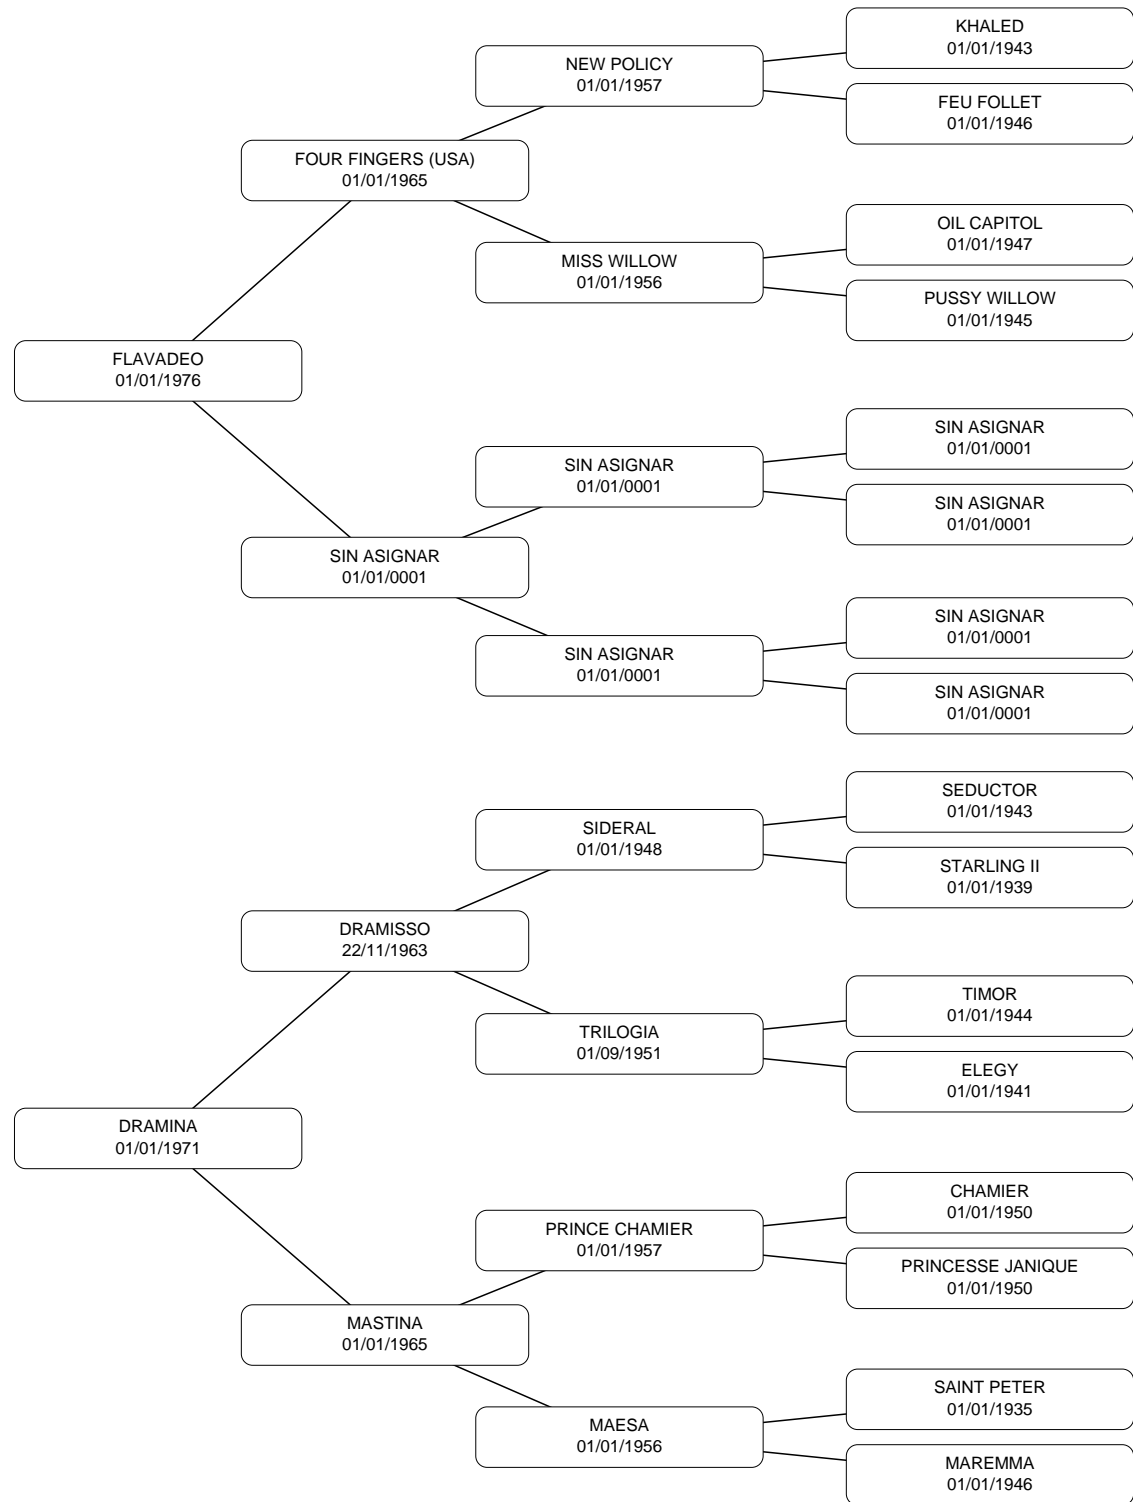 KHALED
01/01/1943
NEW POLICY
01/01/1957
FEU FOLLET
01/01/1946
FOUR FINGERS (USA)
01/01/1965
OIL CAPITOL
01/01/1947
MISS WILLOW
01/01/1956
PUSSY WILLOW
01/01/1945
FLAVADEO
01/01/1976
SIN ASIGNAR
01/01/0001
SIN ASIGNAR
01/01/0001
SIN ASIGNAR
01/01/0001
SIN ASIGNAR
01/01/0001
SIN ASIGNAR
01/01/0001
SIN ASIGNAR
01/01/0001
SIN ASIGNAR
01/01/0001
SEDUCTOR
01/01/1943
SIDERAL
01/01/1948
STARLING II
01/01/1939
DRAMISSO
22/11/1963
TIMOR
01/01/1944
TRILOGIA
01/09/1951
ELEGY
01/01/1941
DRAMINA
01/01/1971
CHAMIER
01/01/1950
PRINCE CHAMIER
01/01/1957
PRINCESSE JANIQUE
01/01/1950
MASTINA
01/01/1965
SAINT PETER
01/01/1935
MAESA
01/01/1956
MAREMMA
01/01/1946